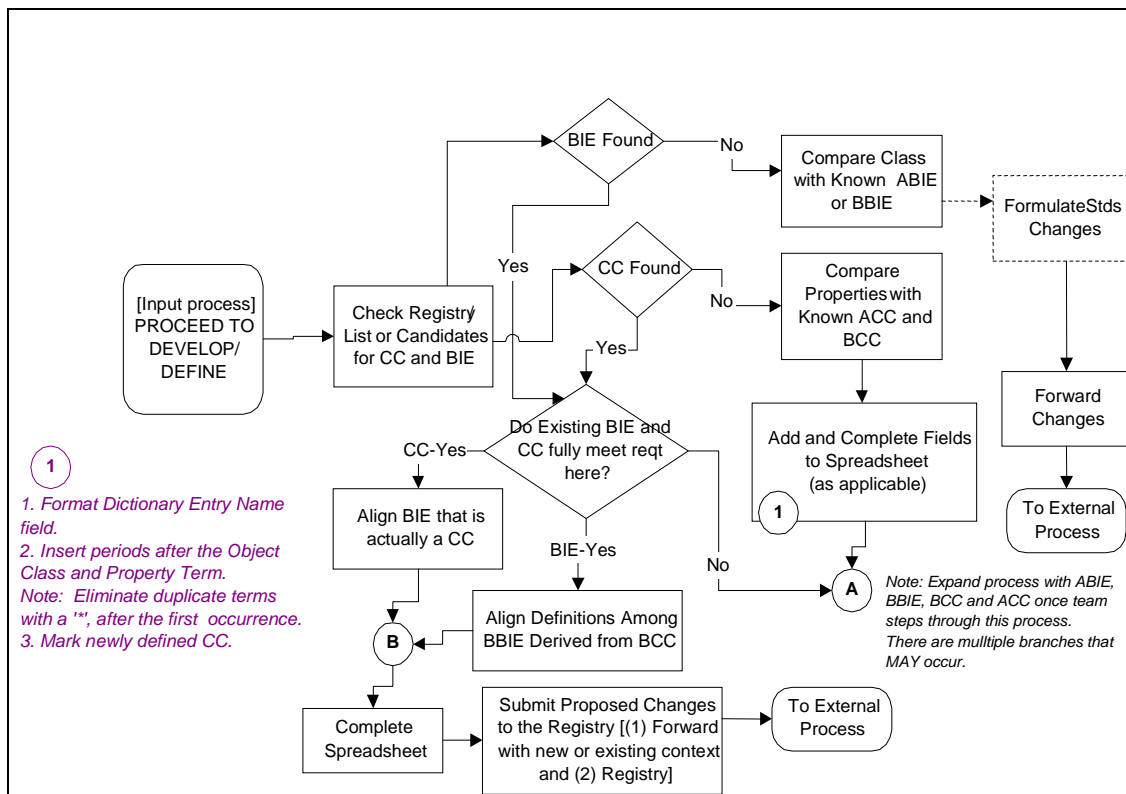 BIE Found
No
Compare Class
with Known  ABIE
or BBIE
FormulateStds
Changes
Yes
CC Found
No
Compare
Properties with
Known ACC and
BCC
[Input process]
PROCEED TO
DEVELOP/
DEFINE
Check Registry/
List or Candidates
for CC and BIE
Yes
Forward
Changes
Do Existing BIE and
CC fully meet reqt
here?
CC-Yes
Add and Complete Fields
to Spreadsheet
(as applicable)
1
1
1. Format Dictionary Entry Name
field.
2. Insert periods after the Object
Class and Property Term.
Note:  Eliminate duplicate terms
with a '*', after the first  occurrence.
3. Mark newly defined CC.
Align BIE that is
actually a CC
BIE-Yes
No
To External
Process
A
Note: Expand process with ABIE,
BBIE, BCC and ACC once team
steps through this process.
There are mulltiple branches that
MAY occur.
B
Align Definitions Among
BBIE Derived from BCC
Complete
Spreadsheet
Submit Proposed Changes
to the Registry [(1) Forward
with new or existing context
and (2) Registry]
To External
Process